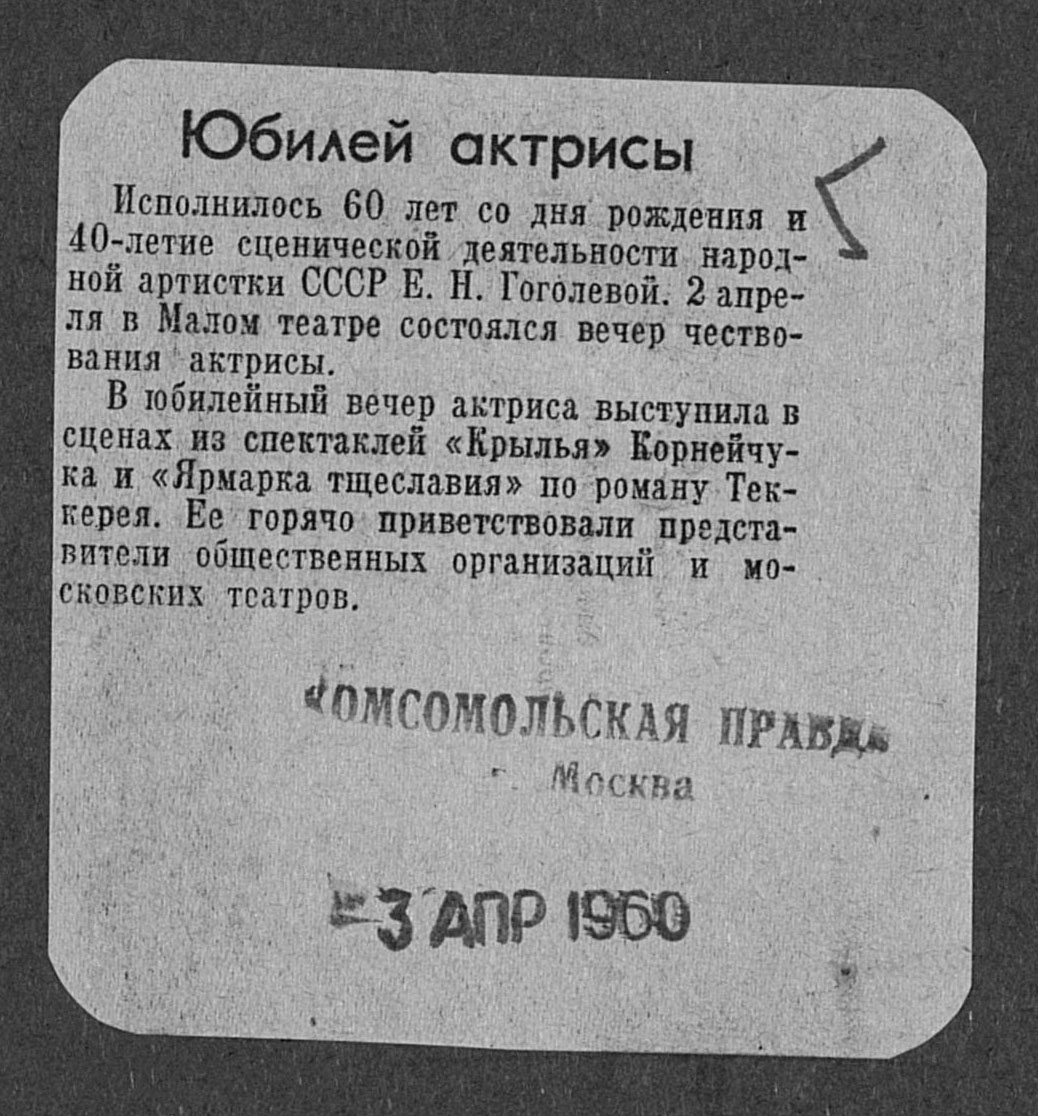 Юбилей актрисы
Исполнилось 60 лет со дня рождения и
40-летие сценической деятельности народ-
ной артистки СССР Е. Н. Гоголевой. 2 апре-
ля в Малом театре состоялся вечер чество-
вания актрисы.
В юбилейный вечер актриса выступила в
сценах из спектаклей «Крылья» Корнейчу-
ка и «Ярмарка тщеславия» по роману Тек-
керея. Ее горячо приветствовали предста-
вители общественных организаций и мо-
сковских театров.
КОМСОМОЛЬСКАЯ ПРАВДА
г. Москва
-3 АПР 1960